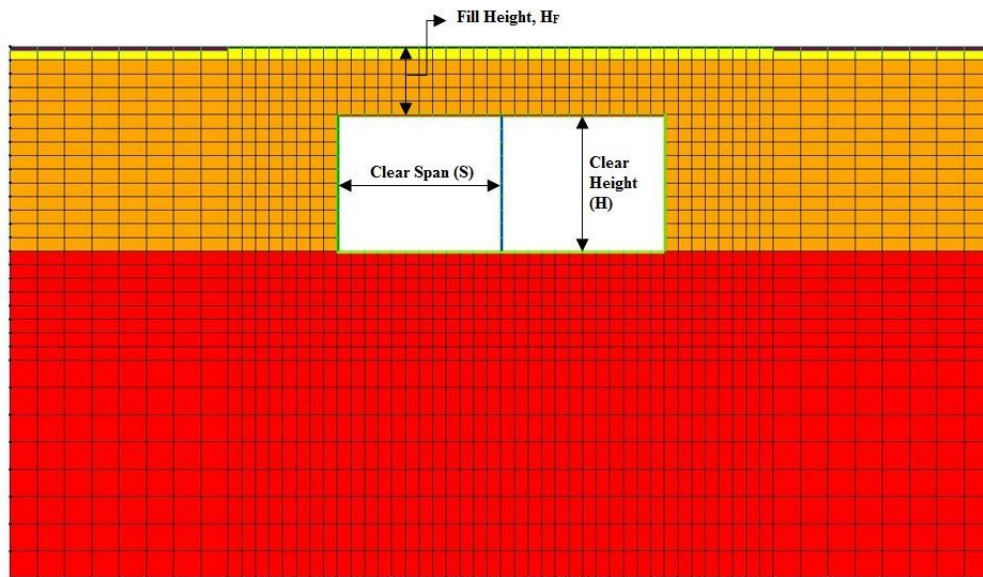 Fill Height, HF
Clear Span (S)
Clear
Height
(H)